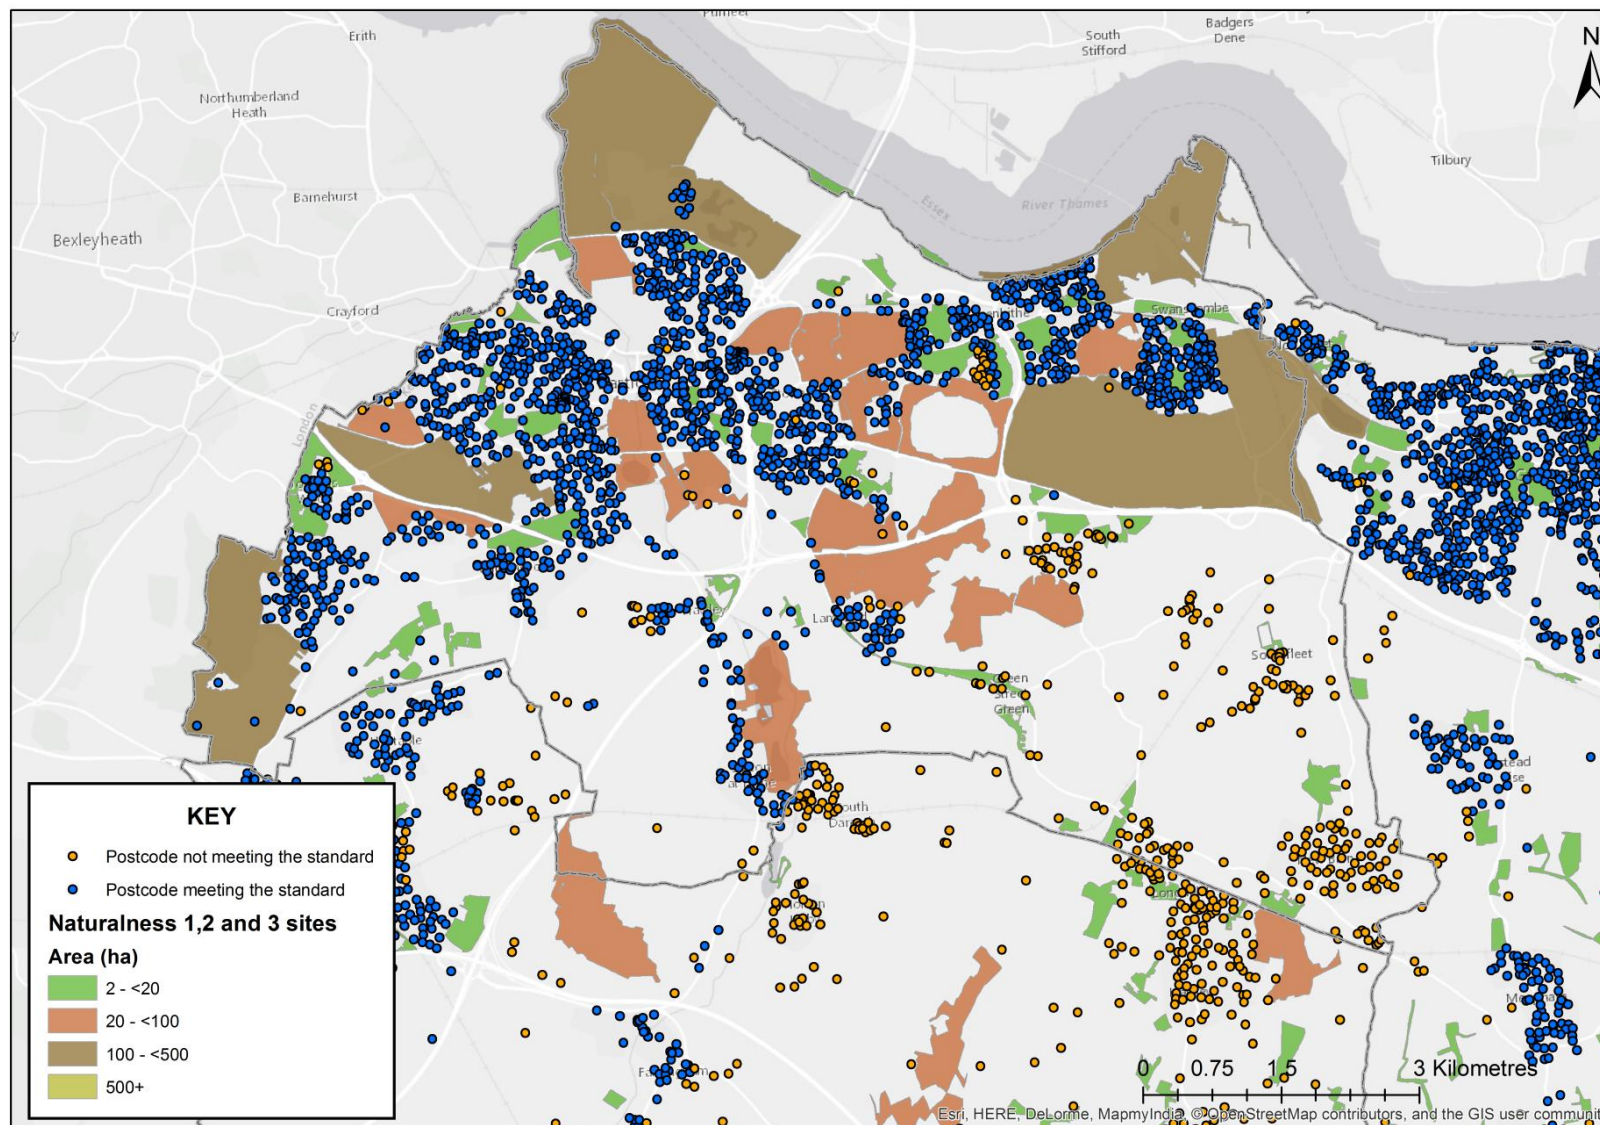 Purfleet
Erith
Badgers
Dene
South
Stifford
N
Northumberland
Heath
Tilbury
Barnehurst
Essex
River Thames
Bexleyheath
Crayford
Swanscombe
London
Green
Street
Green
KEY
Postcode not meeting the standard
Postcode meeting the standard
Naturalness 1,2 and 3 sites
Area (ha)
2 - <20
20 - <100
100 - <500
500+
South
0 0.75 1.5 3 Kilometres
Esri, HERE, DeLorme, MapmyIndia, © OpenStreetMap contributors, and the GIS user communit